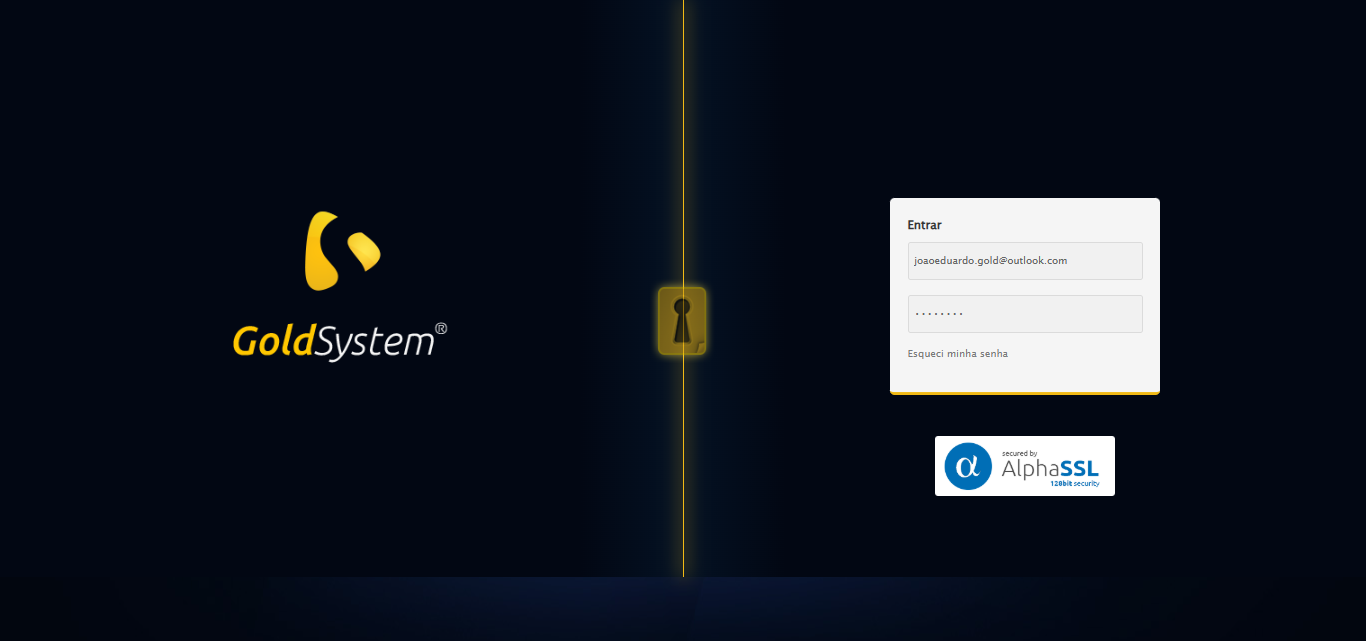 GoldSystem®
Entrar
joaoeduardo.gold@outlook.com
········
Esqueci minha senha
secured by
AlphaSSL
128bit security